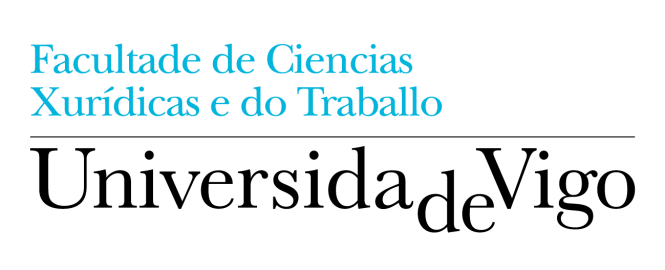 Facultade de Ciencias
Xurídicas e do Traballo
UniversidadeVigo